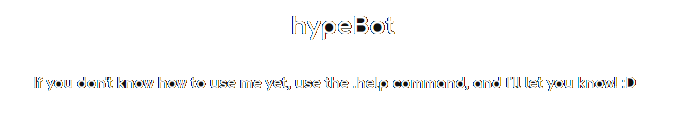 hypeBot
If you don't know how to use me yet, use the .help command, and I'll let you know! :D